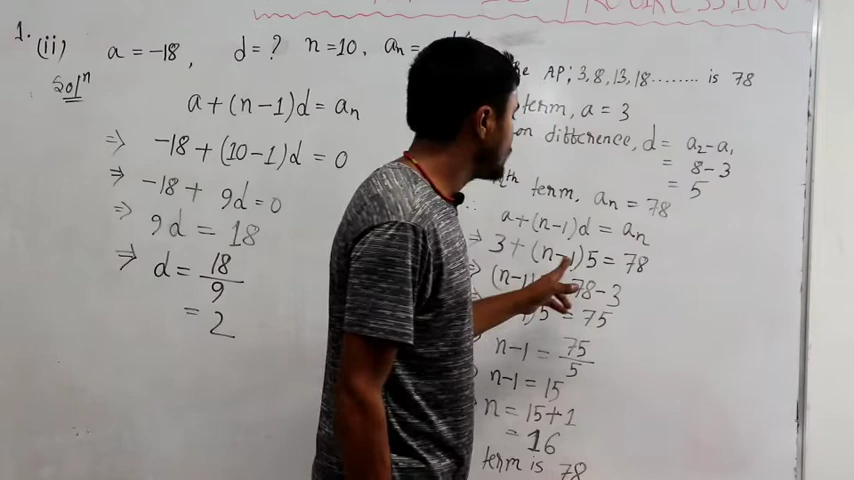 PROGRESSION
1. (ii) a = -18, d = ? n = 10, an =
Solⁿ
a + (n-1)d = an
⇒ -18 + (10-1)d = 0
⇒ -18 + 9d = 0
⇒ 9d = 18
⇒ d = 18/9
= 2
AP; 3, 8, 13, 18........ is 78
term, a = 3
on difference, d = a₂-a₁
= 8-3
= 5
nth term, an = 78
a + (n-1)d = an
⇒ 3 + (n-1)5 = 78
⇒ (n-1) 78-3
)5 = 75
n-1 = 75/5
n-1 = 15
n = 15+1
= 16
term is 78